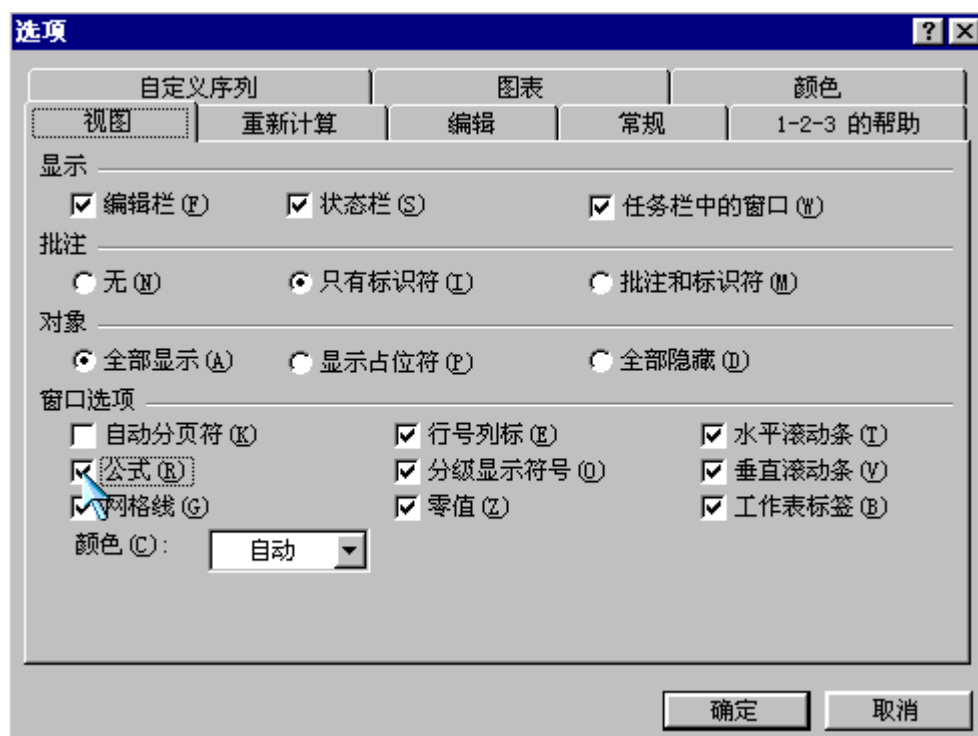 选项
自定义序列 图表 颜色
视图 重新计算 编辑 常规 1-2-3 的帮助
显示
编辑栏(F) 状态栏(S) 任务栏中的窗口(W)
批注
无(N) 只有标识符(I) 批注和标识符(M)
对象
全部显示(A) 显示占位符(P) 全部隐藏(D)
窗口选项
自动分页符(K) 行号列标(E) 水平滚动条(T)
公式(R) 分级显示符号(O) 垂直滚动条(V)
网格线(G) 零值(Z) 工作表标签(B)
颜色(C): 自动
确定 取消